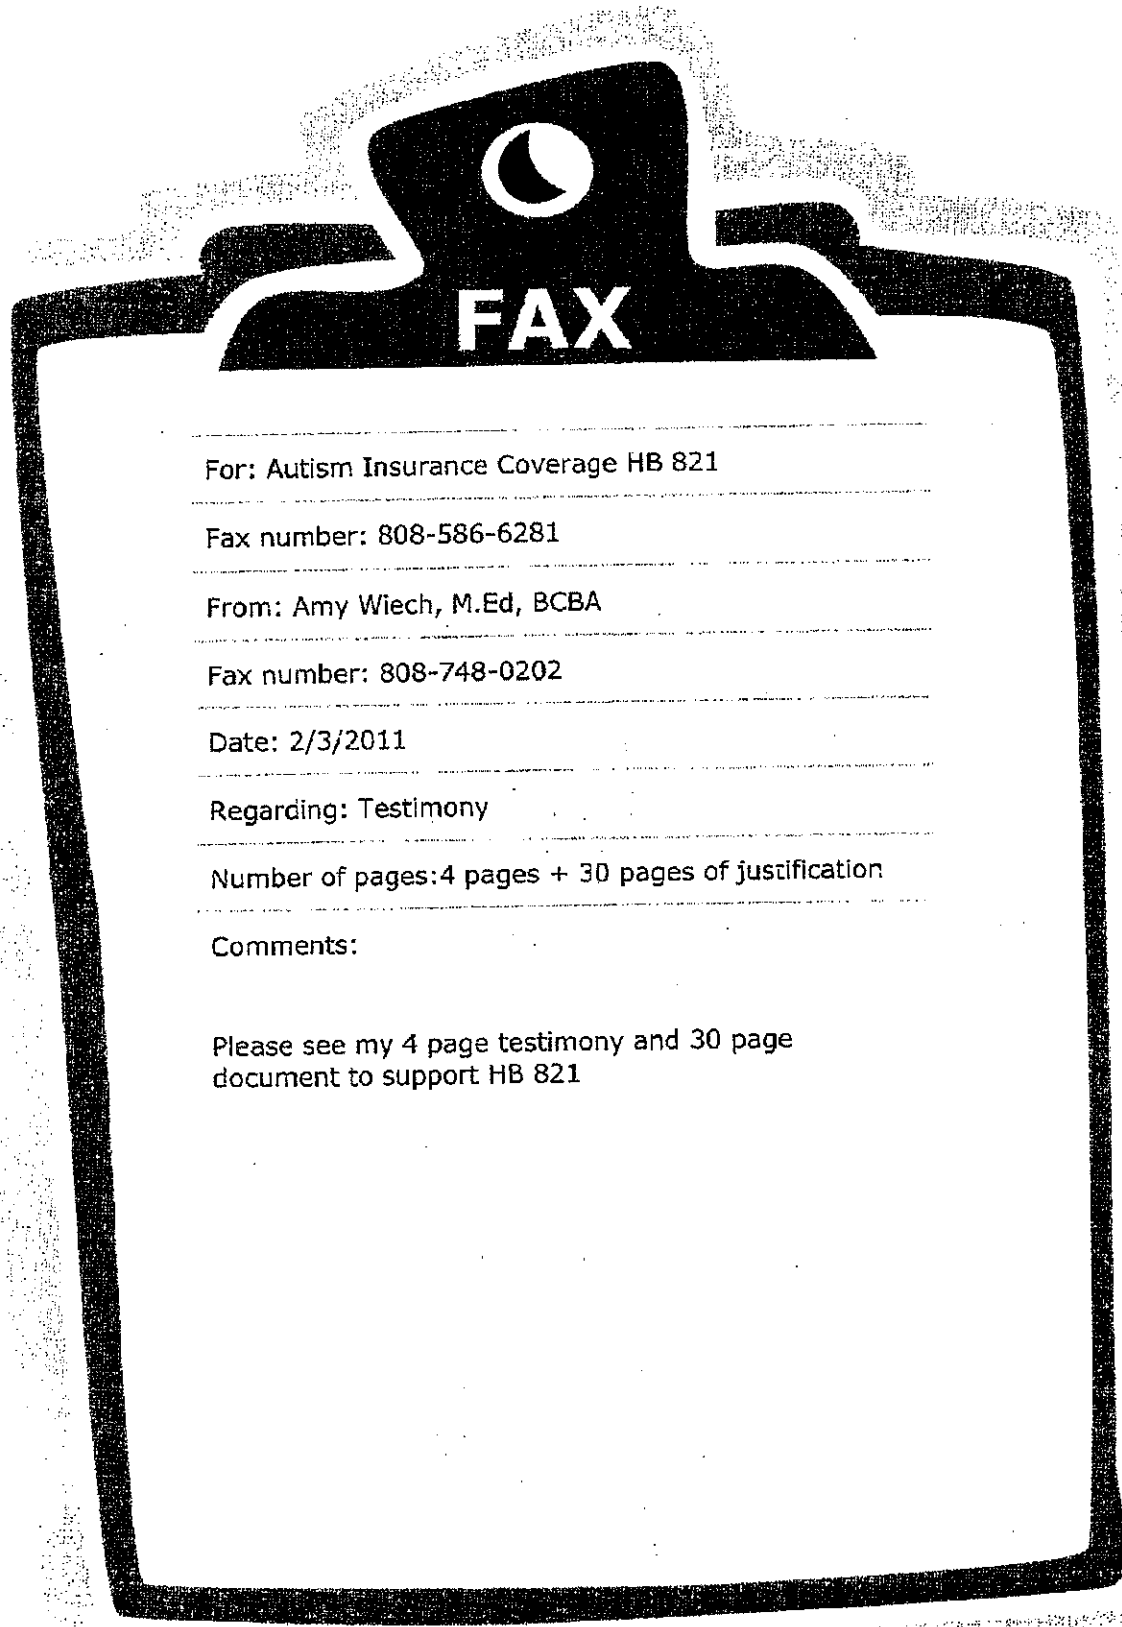 FAX
For: Autism Insurance Coverage HB 821
Fax number: 808-586-6281
From: Amy Wiech, M.Ed, BCBA
Fax number: 808-748-0202
Date: 2/3/2011
Regarding: Testimony
Number of pages:4 pages + 30 pages of justification
Comments:
Please see my 4 page testimony and 30 page
document to support HB 821